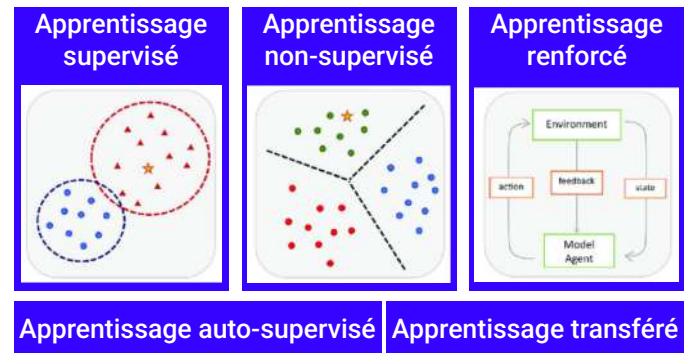 Apprentissage
supervisé
Apprentissage
non-supervisé
Apprentissage
renforcé
Environment
action
feedback
state
Model
Agent
Apprentissage auto-supervisé
Apprentissage transféré